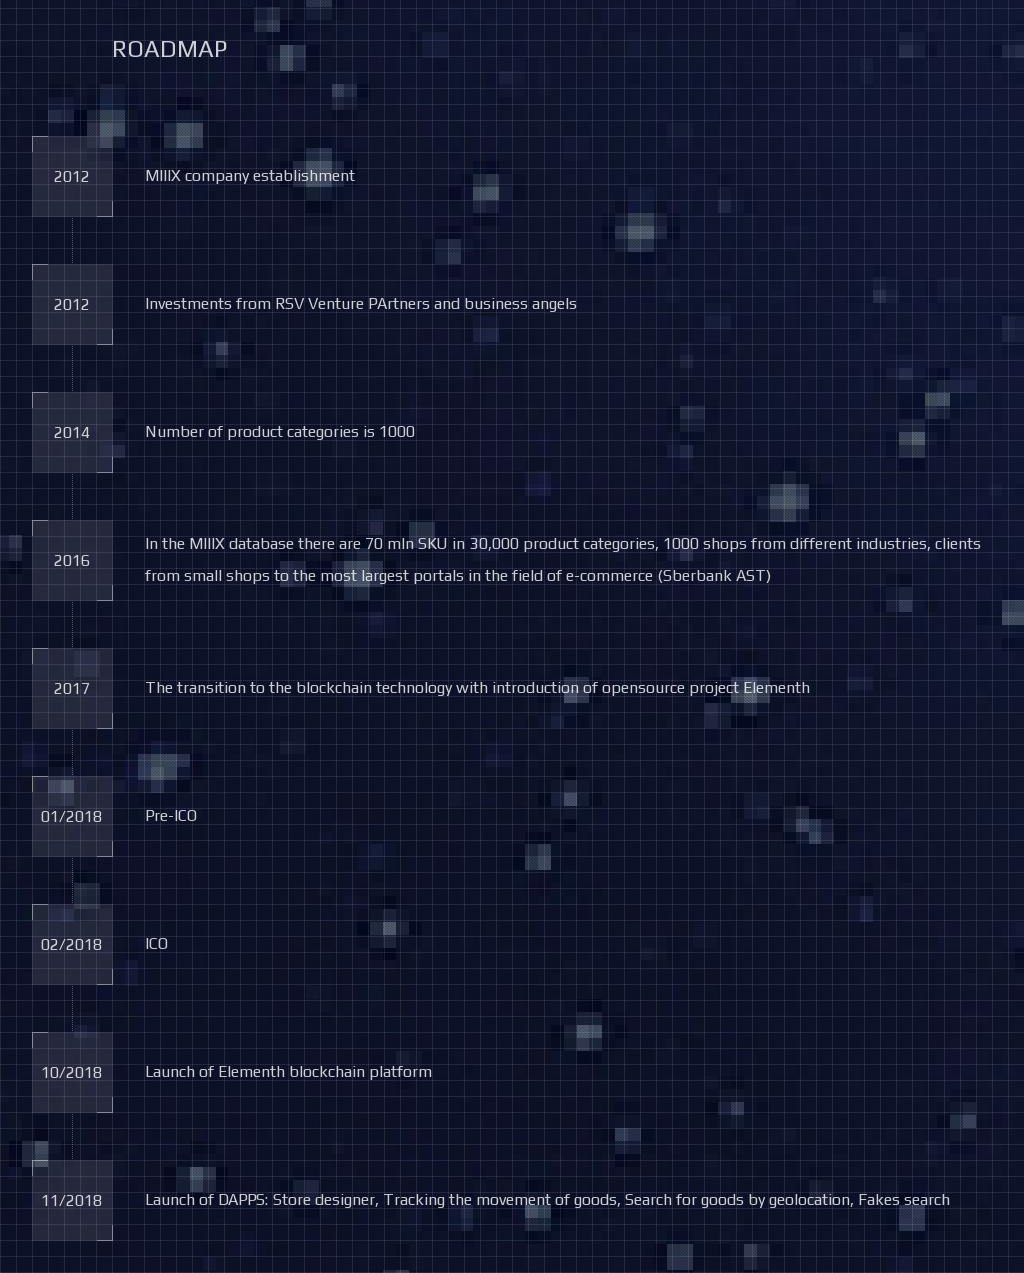 ROADMAP
2012
MIIIX company establishment
2012
Investments from RSV Venture PArtners and business angels
2014
Number of product categories is 1000
2016
In the MIIIX database there are 70 mln SKU in 30,000 product categories, 1000 shops from different industries, clients
from small shops to the most largest portals in the field of e-commerce (Sberbank AST)
2017
The transition to the blockchain technology with introduction of opensource project Elementh
01/2018
Pre-ICO
02/2018
ICO
10/2018
Launch of Elementh blockchain platform
11/2018
Launch of DAPPS: Store designer, Tracking the movement of goods, Search for goods by geolocation, Fakes search